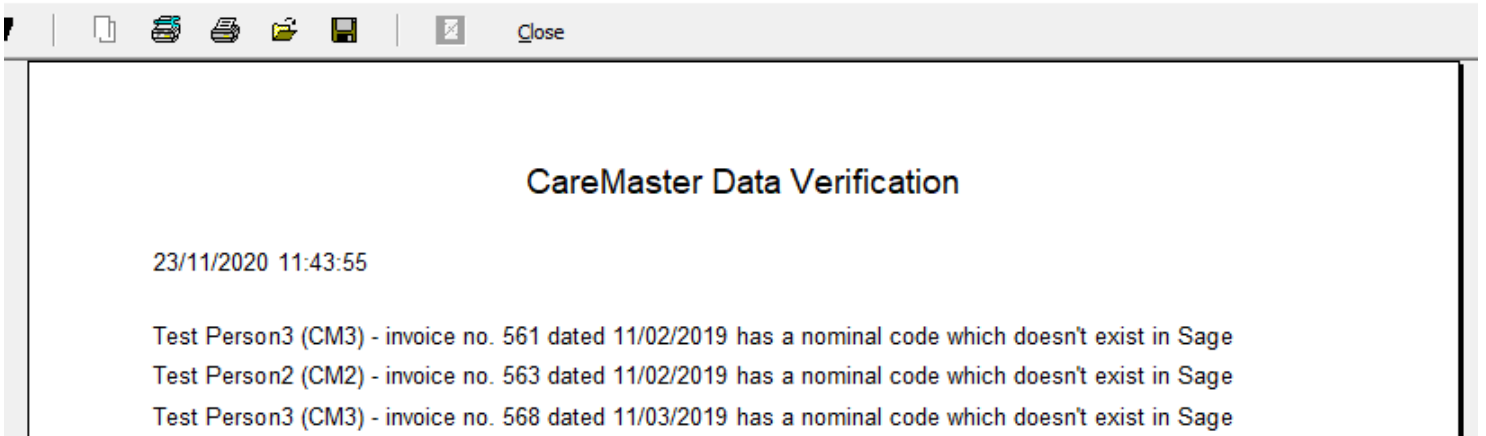 Close
CareMaster Data Verification
23/11/2020 11:43:55
Test Person3 (CM3) - invoice no. 561 dated 11/02/2019 has a nominal code which doesn't exist in Sage
Test Person2 (CM2) - invoice no. 563 dated 11/02/2019 has a nominal code which doesn't exist in Sage
Test Person3 (CM3) - invoice no. 568 dated 11/03/2019 has a nominal code which doesn't exist in Sage